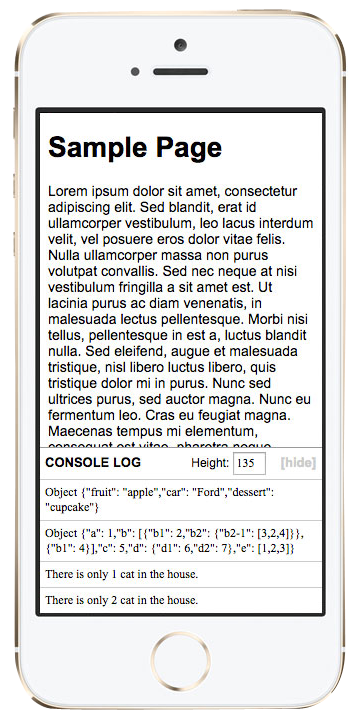 Sample Page
Lorem ipsum dolor sit amet, consectetur
adipiscing elit. Sed blandit, erat id
ullamcorper vestibulum, leo lacus interdum
velit, vel posuere eros dolor vitae felis.
Nulla ullamcorper massa non purus
volutpat convallis. Sed nec neque at nisi
vestibulum fringilla a sit amet est. Ut
lacinia purus ac diam venenatis, in
malesuada lectus pellentesque. Morbi nisi
tellus, pellentesque in est a, luctus blandit
nulla. Sed eleifend, augue et malesuada
tristique, nisl libero luctus libero, quis
tristique dolor mi in purus. Nunc sed
ultrices purus, sed auctor magna. Nunc eu
fermentum leo. Cras eu feugiat magna.
Maecenas tempus mi elementum,
consequat est vitae, pharetra neque
CONSOLE LOG Height: 135 [hide]
Object {"fruit": "apple","car": "Ford","dessert":
"cupcake"}
Object {"a": 1,"b": [{"b1": 2,"b2": {"b2-1": [3,2,4]}},
{"b1": 4}],"c": 5,"d": {"d1": 6,"d2": 7},"e": [1,2,3]}
There is only 1 cat in the house.
There is only 2 cat in the house.